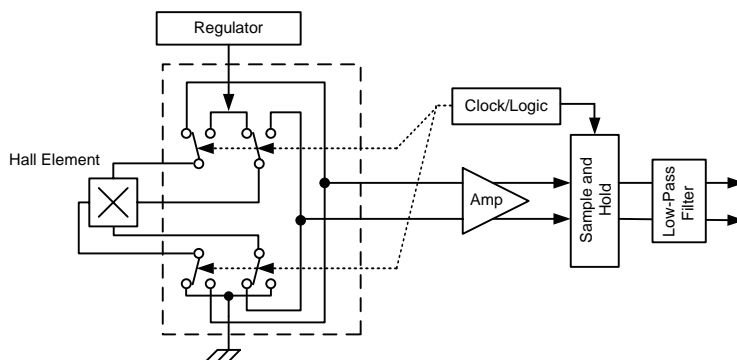 Regulator
Clock/Logic
Hall Element
Amp
Sample and
Hold
Low-Pass
Filter